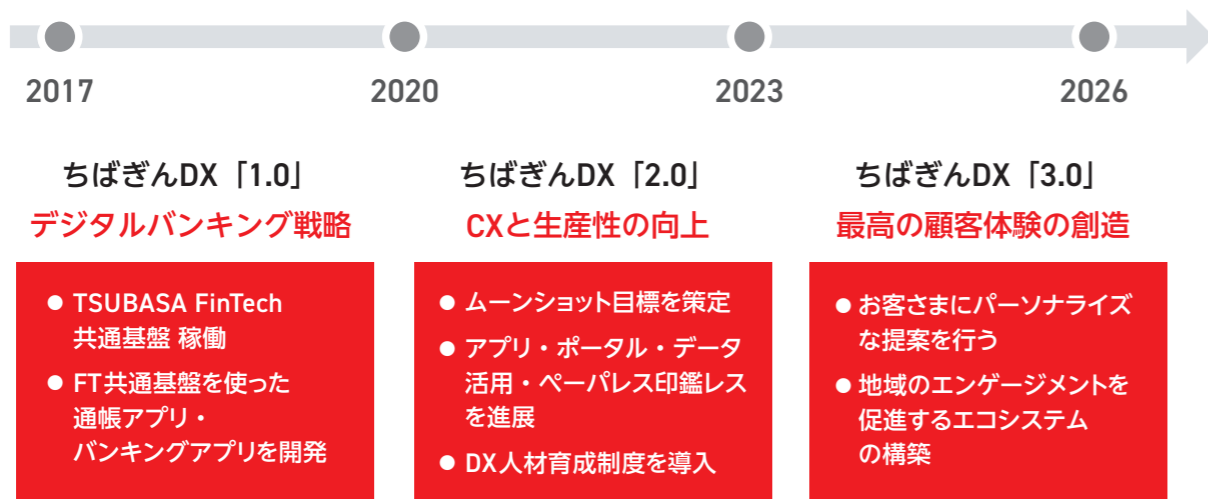 2017
2020
2023
2026
ちばぎんDX「1.0」
デジタルバンキング戦略
● TSUBASA FinTech
共通基盤 稼働
● FT共通基盤を使った
通帳アプリ・
バンキングアプリを開発
ちばぎんDX「2.0」
CXと生産性の向上
● ムーンショット目標を策定
● アプリ・ポータル・データ
活用・ペーパレス印鑑レス
を進展
● DX人材育成制度を導入
ちばぎんDX「3.0」
最高の顧客体験の創造
● お客さまにパーソナライズ
な提案を行う
● 地域のエンゲージメントを
促進するエコシステム
の構築